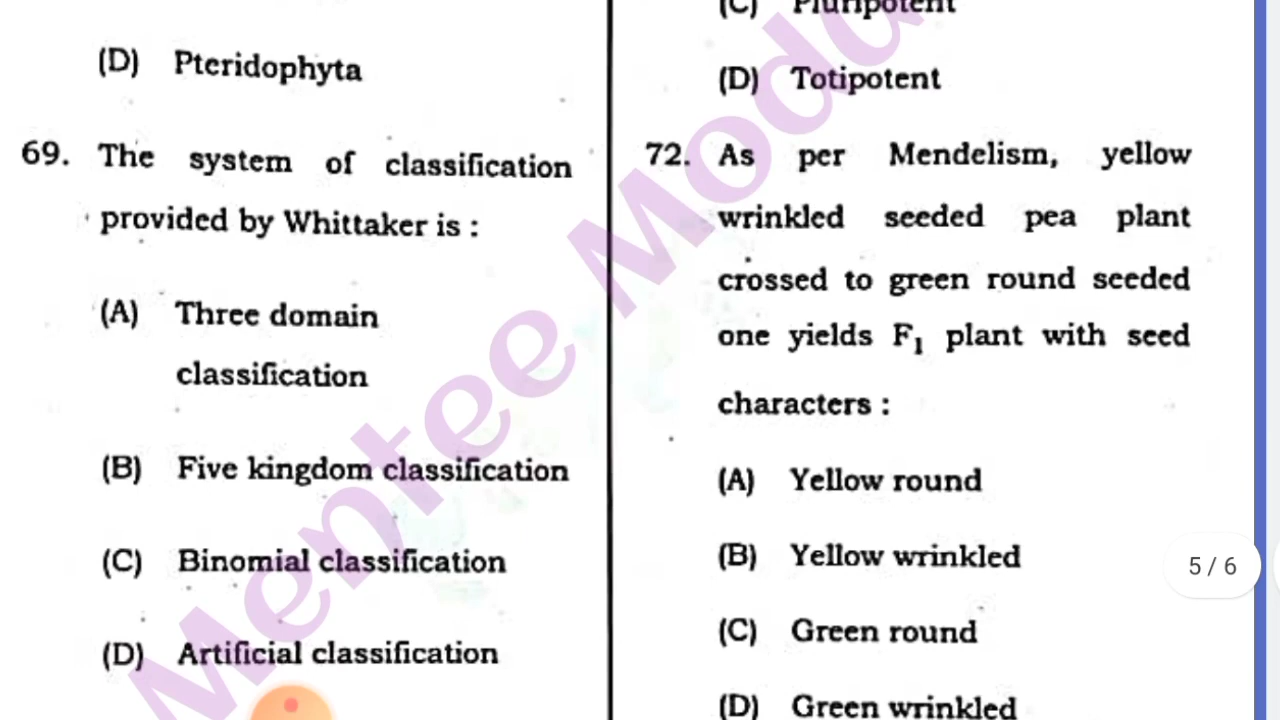 (D) Pteridophyta
69. The system of classification
provided by Whittaker is :
(A) Three domain
classification
(B) Five kingdom classification
(C) Binomial classification
(D) Artificial classification
(C) Pluripotent
(D) Totipotent
72. As per Mendelism, yellow
wrinkled seeded pea plant
crossed to green round seeded
one yields F₁ plant with seed
characters :
(A) Yellow round
(B) Yellow wrinkled
(C) Green round
(D) Green wrinkled
5 / 6
Mentee